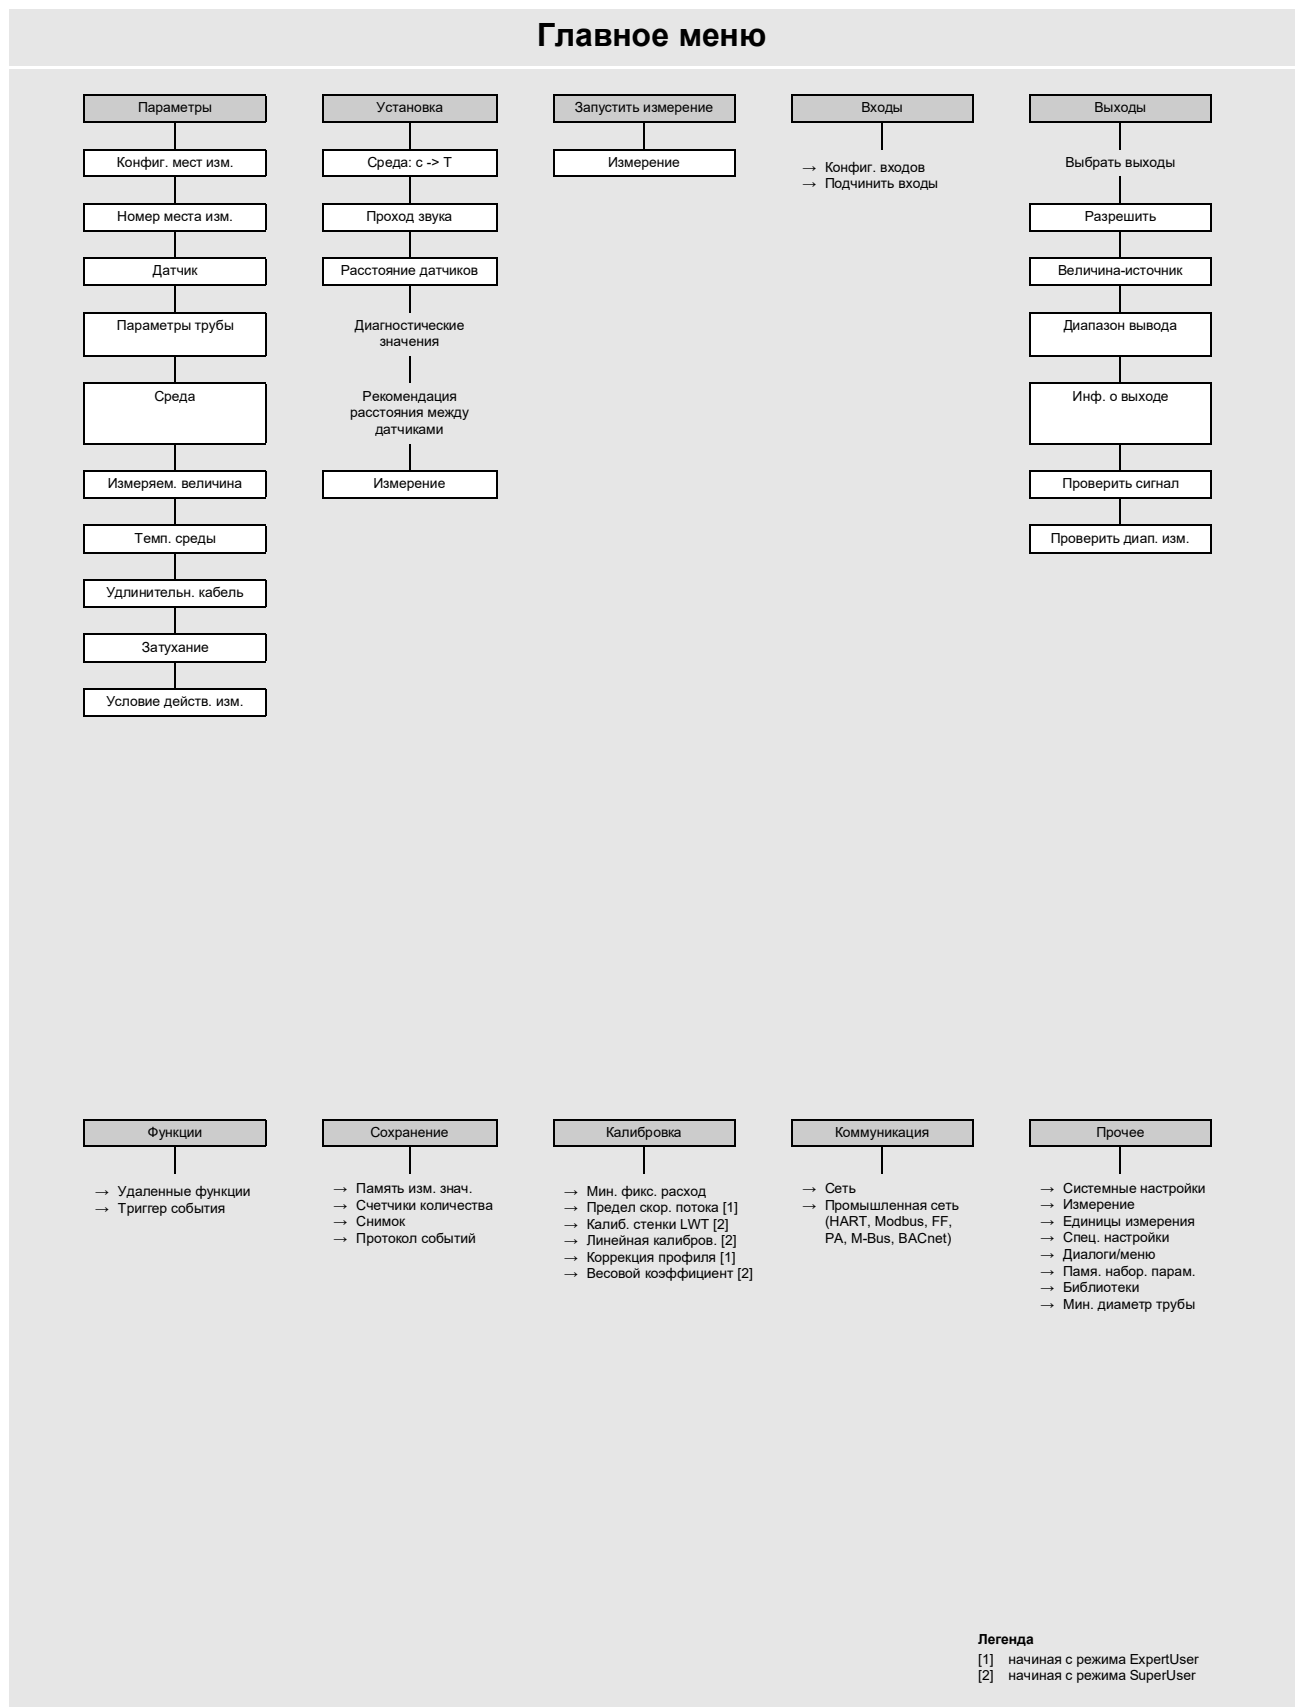 Главное меню
Параметры
Конфиг. мест изм.
Номер места изм.
Датчик
Параметры трубы
Среда
Измеряем. величина
Темп. среды
Удлинительн. кабель
Затухание
Условие действ. изм.
Установка
Среда: c -> T
Проход звука
Расстояние датчиков
Диагностические
значения
Рекомендация
расстояния между
датчиками
Измерение
Запустить измерение
Измерение
Входы
→ Конфиг. входов
→ Подчинить входы
Выходы
Выбрать выходы
Разрешить
Величина-источник
Диапазон вывода
Инф. о выходе
Проверить сигнал
Проверить диап. изм.
Функции
→ Удаленные функции
→ Триггер события
Сохранение
→ Память изм. знач.
→ Счетчики количества
→ Снимок
→ Протокол событий
Калибровка
→ Мин. фикс. расход
→ Предел скор. потока [1]
→ Калиб. стенки LWT [2]
→ Линейная калибров. [2]
→ Коррекция профиля [1]
→ Весовой коэффициент [2]
Коммуникация
→ Сеть
→ Промышленная сеть
(HART, Modbus, FF,
PA, M-Bus, BACnet)
Прочее
→ Системные настройки
→ Измерение
→ Единицы измерения
→ Спец. настройки
→ Диалоги/меню
→ Памя. набор. парам.
→ Библиотеки
→ Мин. диаметр трубы
Легенда
[1] начиная с режима ExpertUser
[2] начиная с режима SuperUser